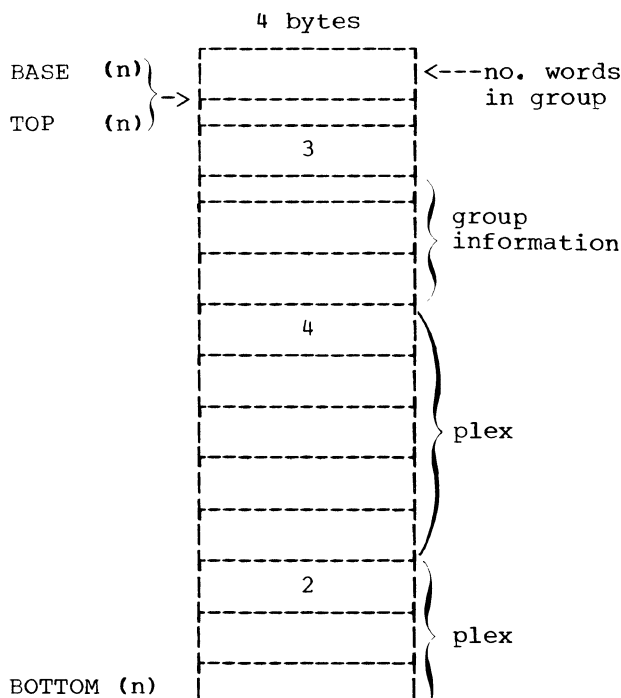 4 bytes
BASE (n)
<---no. words
in group
-->
TOP (n)
3
group
information
4
plex
2
plex
BOTTOM (n)